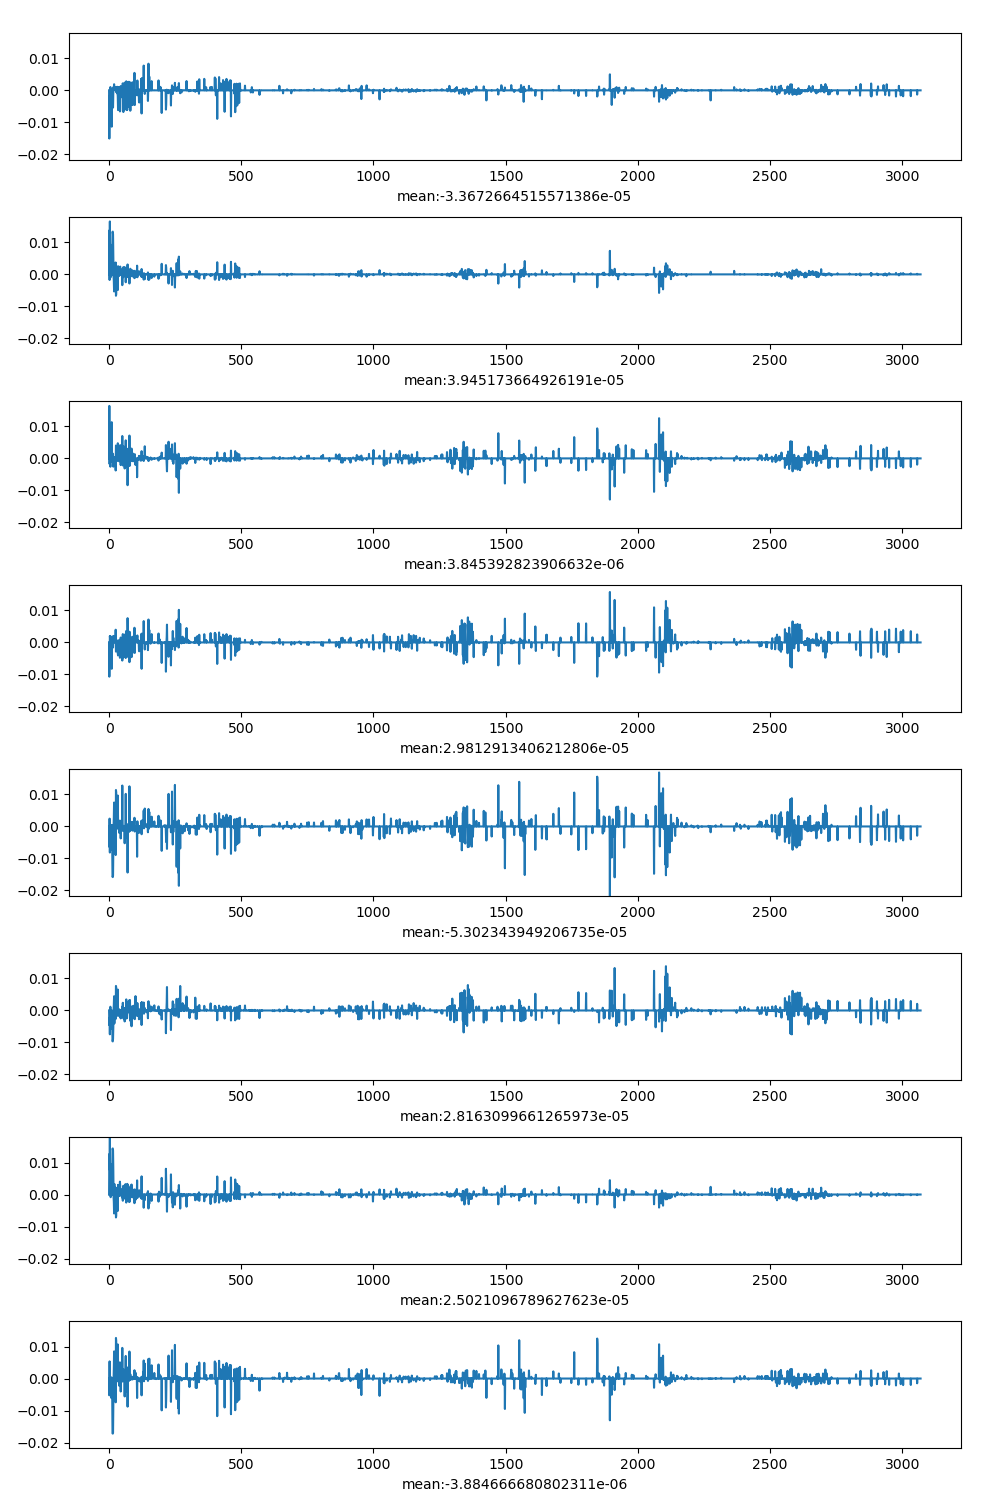 0.01
0.00
−0.01
−0.02
0 500 1000 1500 2000 2500 3000
mean:-3.3672664515571386e-05
0.01
0.00
−0.01
−0.02
0 500 1000 1500 2000 2500 3000
mean:3.945173664926191e-05
0.01
0.00
−0.01
−0.02
0 500 1000 1500 2000 2500 3000
mean:3.845392823906632e-06
0.01
0.00
−0.01
−0.02
0 500 1000 1500 2000 2500 3000
mean:2.9812913406212806e-05
0.01
0.00
−0.01
−0.02
0 500 1000 1500 2000 2500 3000
mean:-5.302343949206735e-05
0.01
0.00
−0.01
−0.02
0 500 1000 1500 2000 2500 3000
mean:2.8163099661265973e-05
0.01
0.00
−0.01
−0.02
0 500 1000 1500 2000 2500 3000
mean:2.5021096789627623e-05
0.01
0.00
−0.01
−0.02
0 500 1000 1500 2000 2500 3000
mean:-3.884666680802311e-06